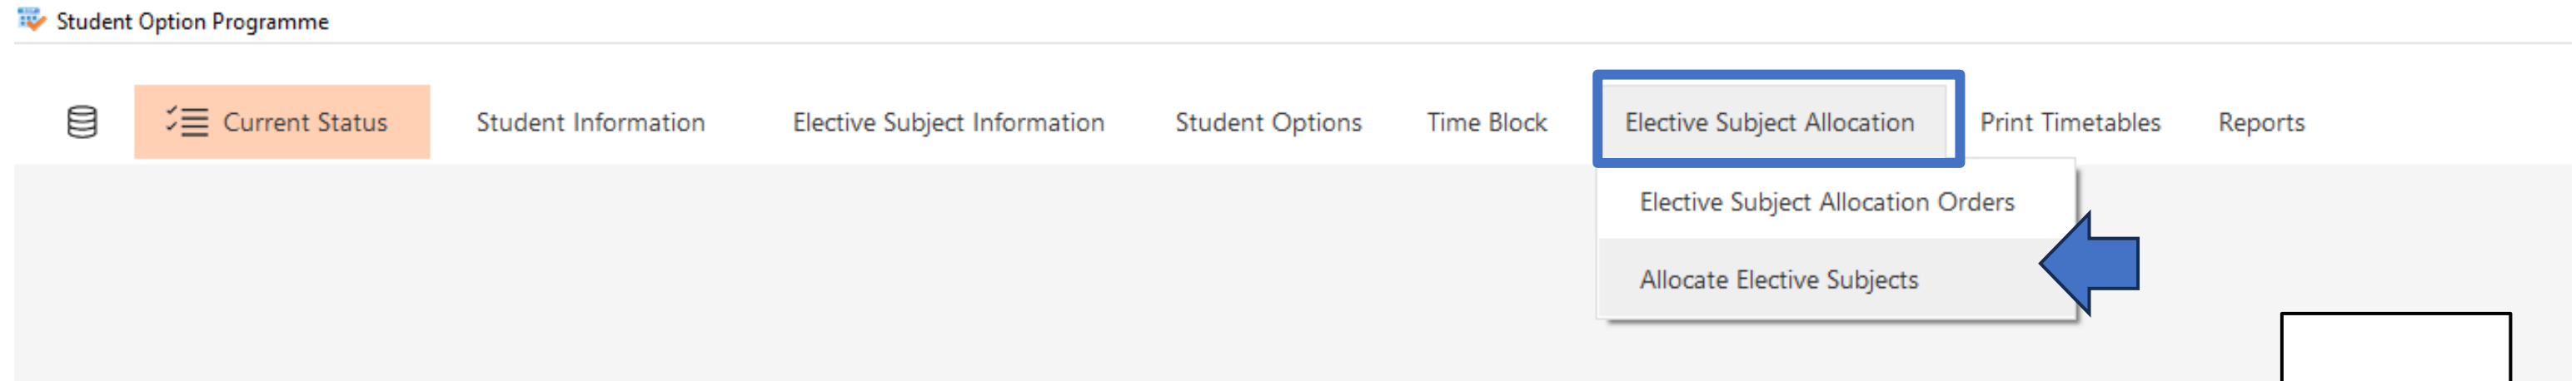 Student Option Programme
Current Status Student Information Elective Subject Information Student Options Time Block Elective Subject Allocation Print Timetables Reports
Elective Subject Allocation Orders
Allocate Elective Subjects